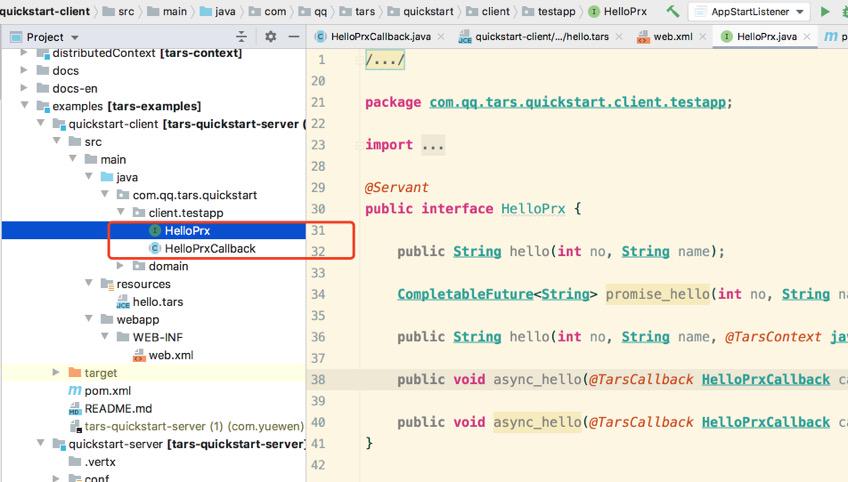 quickstart-client src main java com qq tars quickstart client testapp HelloPrx AppStartListener
Project
HelloPrxCallback.java quickstart-client/.../hello.tars web.xml HelloPrx.java
distributedContext [tars-context]
docs
docs-en
examples [tars-examples]
quickstart-client [tars-quickstart-server (
src
main
java
com.qq.tars.quickstart
client.testapp
HelloPrx
HelloPrxCallback
domain
resources
hello.tars
webapp
WEB-INF
web.xml
target
pom.xml
README.md
tars-quickstart-server (1) (com.yuewen)
quickstart-server [tars-quickstart-server]
.vertx
conf
1 /.../
20
21 package com.qq.tars.quickstart.client.testapp;
22
23 import ...
28
29 @Servant
30 public interface HelloPrx {
31
32 public String hello(int no, String name);
33
34 CompletableFuture<String> promise_hello(int no, String na
35
36 public String hello(int no, String name, @TarsContext jav
37
38 public void async_hello(@TarsCallback HelloPrxCallback ca
39
40 public void async_hello(@TarsCallback HelloPrxCallback ca
41 }
42